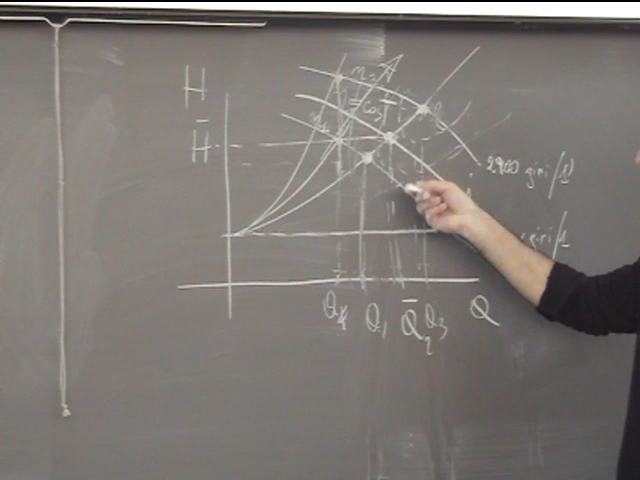 H
H̄
2900 giri/1'
giri/1
Q₄ Q₁ Q̄₂ Q₃ Q